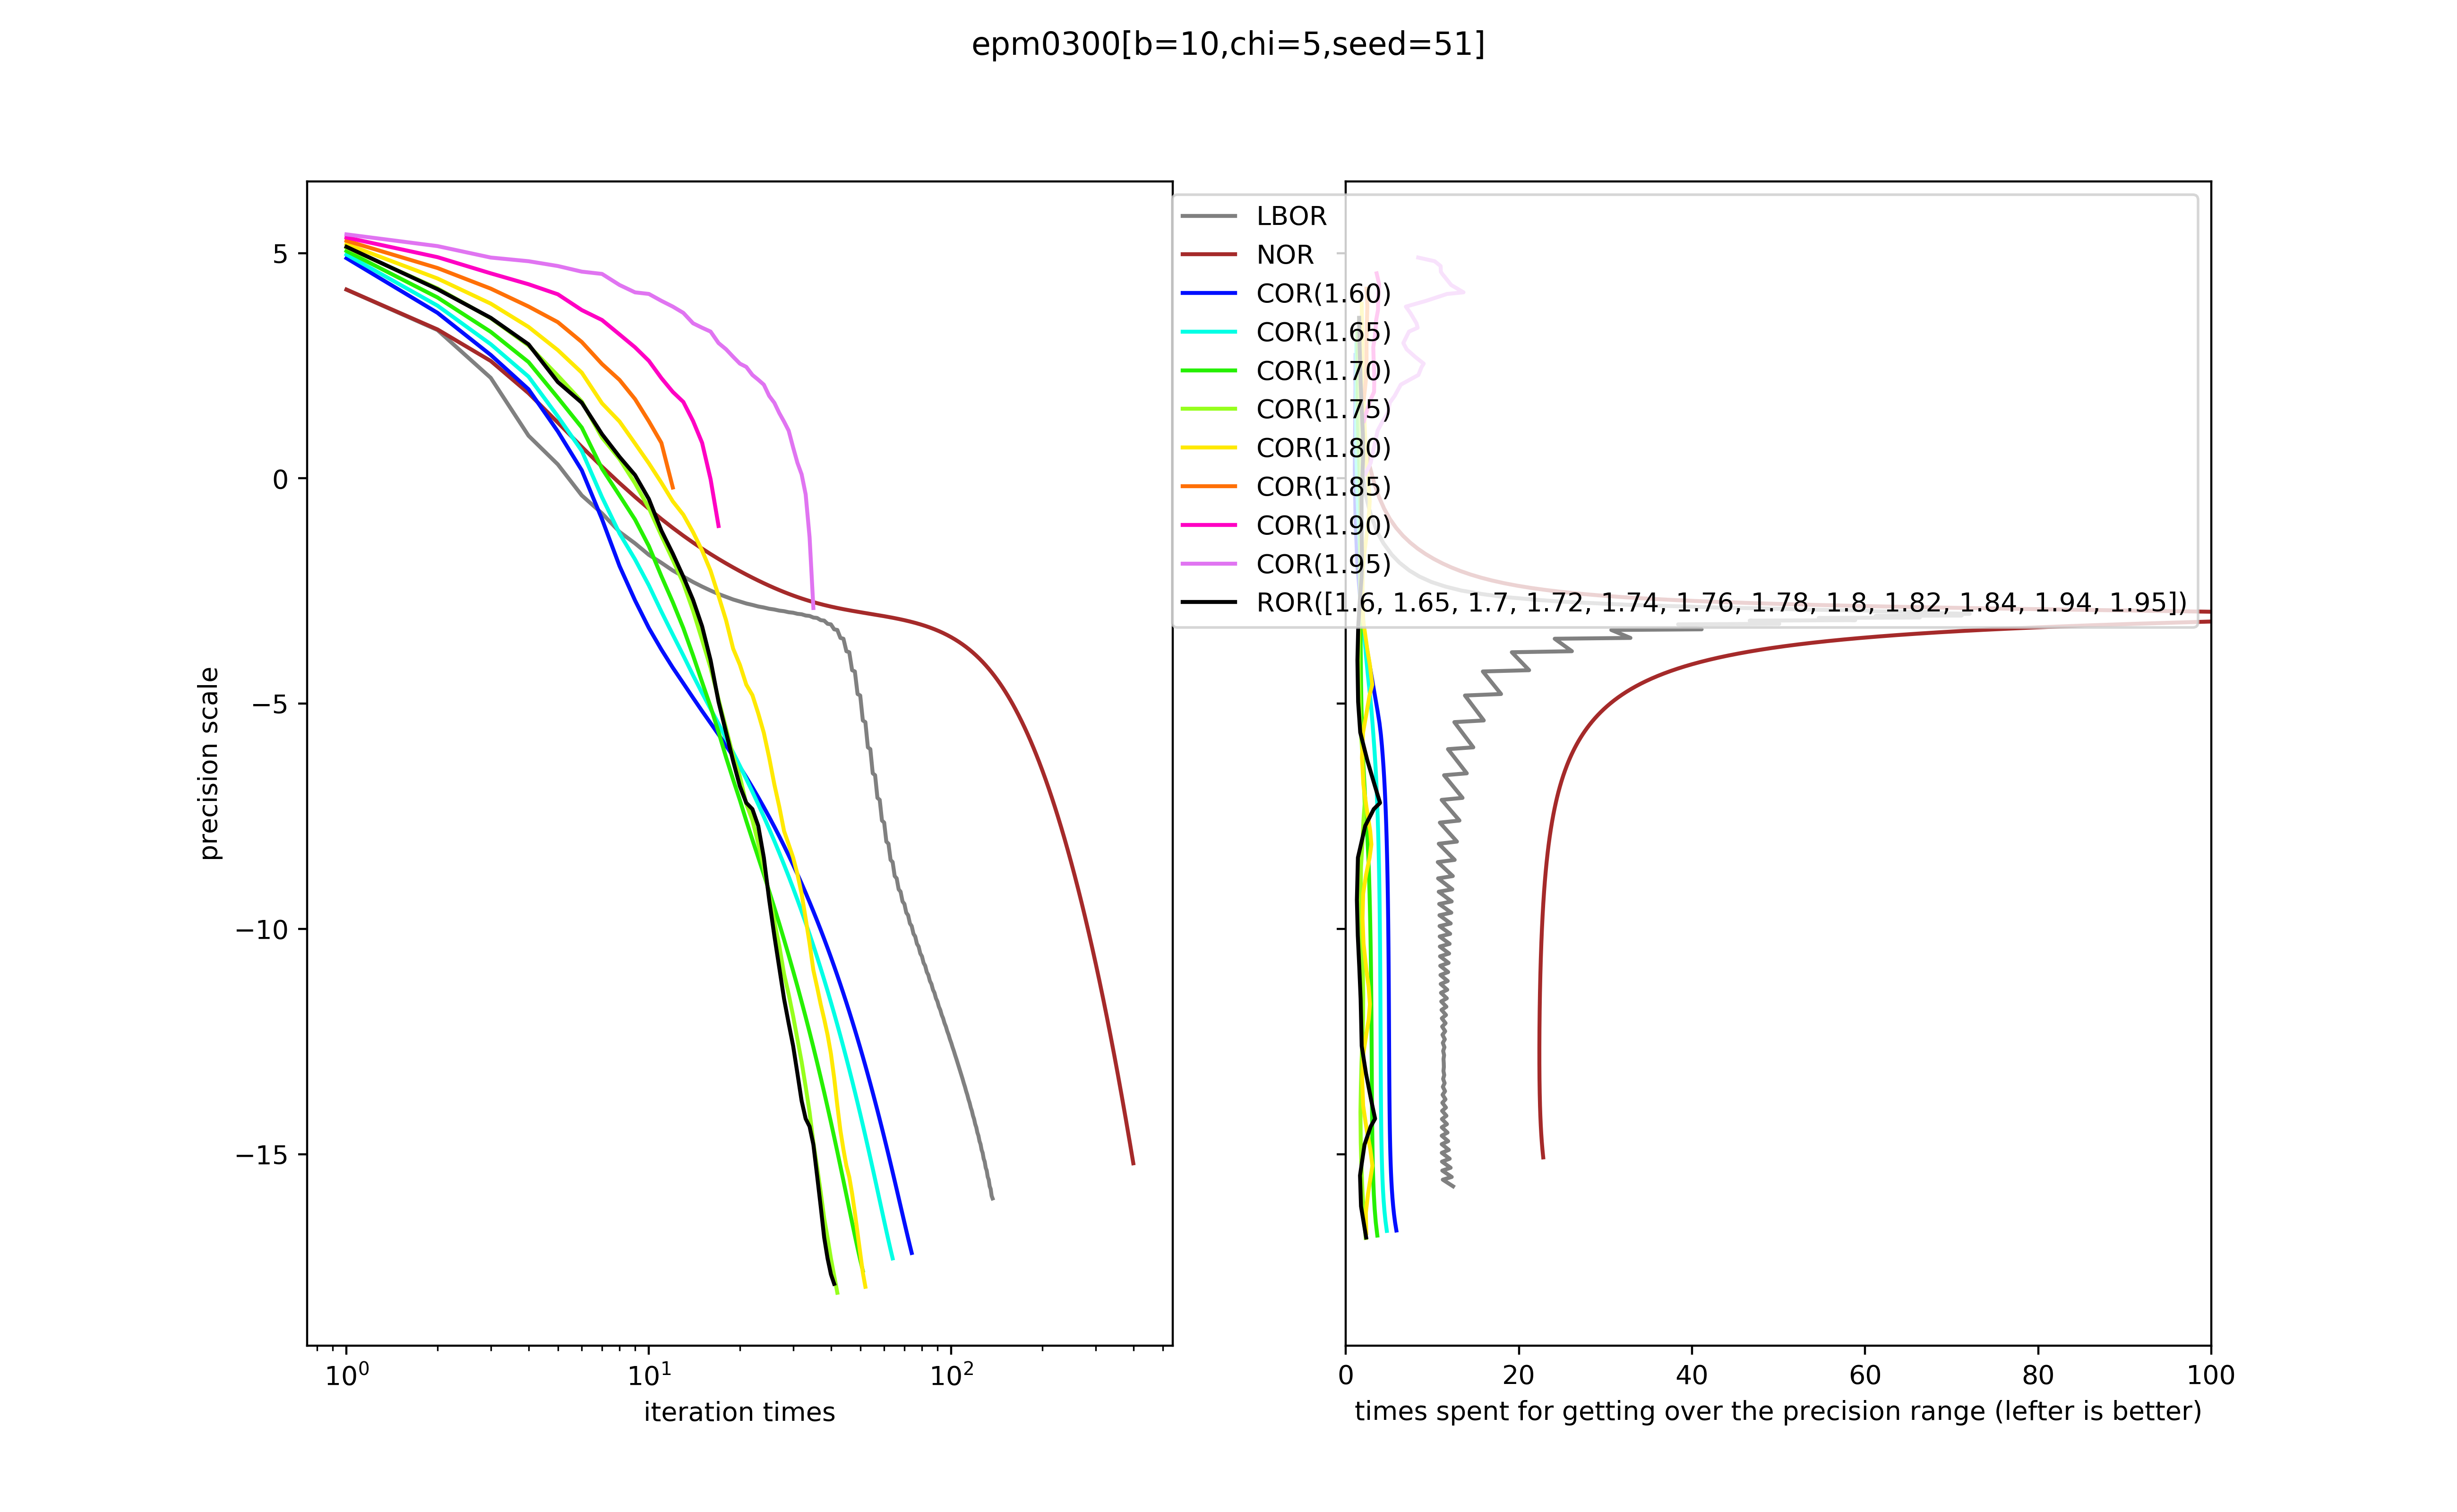 epm0300[b=10,chi=5,seed=51]
5
0
−5
−10
−15
precision scale
10^0
10^1
10^2
iteration times
LBOR
NOR
COR(1.60)
COR(1.65)
COR(1.70)
COR(1.75)
COR(1.80)
COR(1.85)
COR(1.90)
COR(1.95)
ROR([1.6, 1.65, 1.7, 1.72, 1.74, 1.76, 1.78, 1.8, 1.82, 1.84, 1.94, 1.95])
0
20
40
60
80
100
times spent for getting over the precision range (lefter is better)